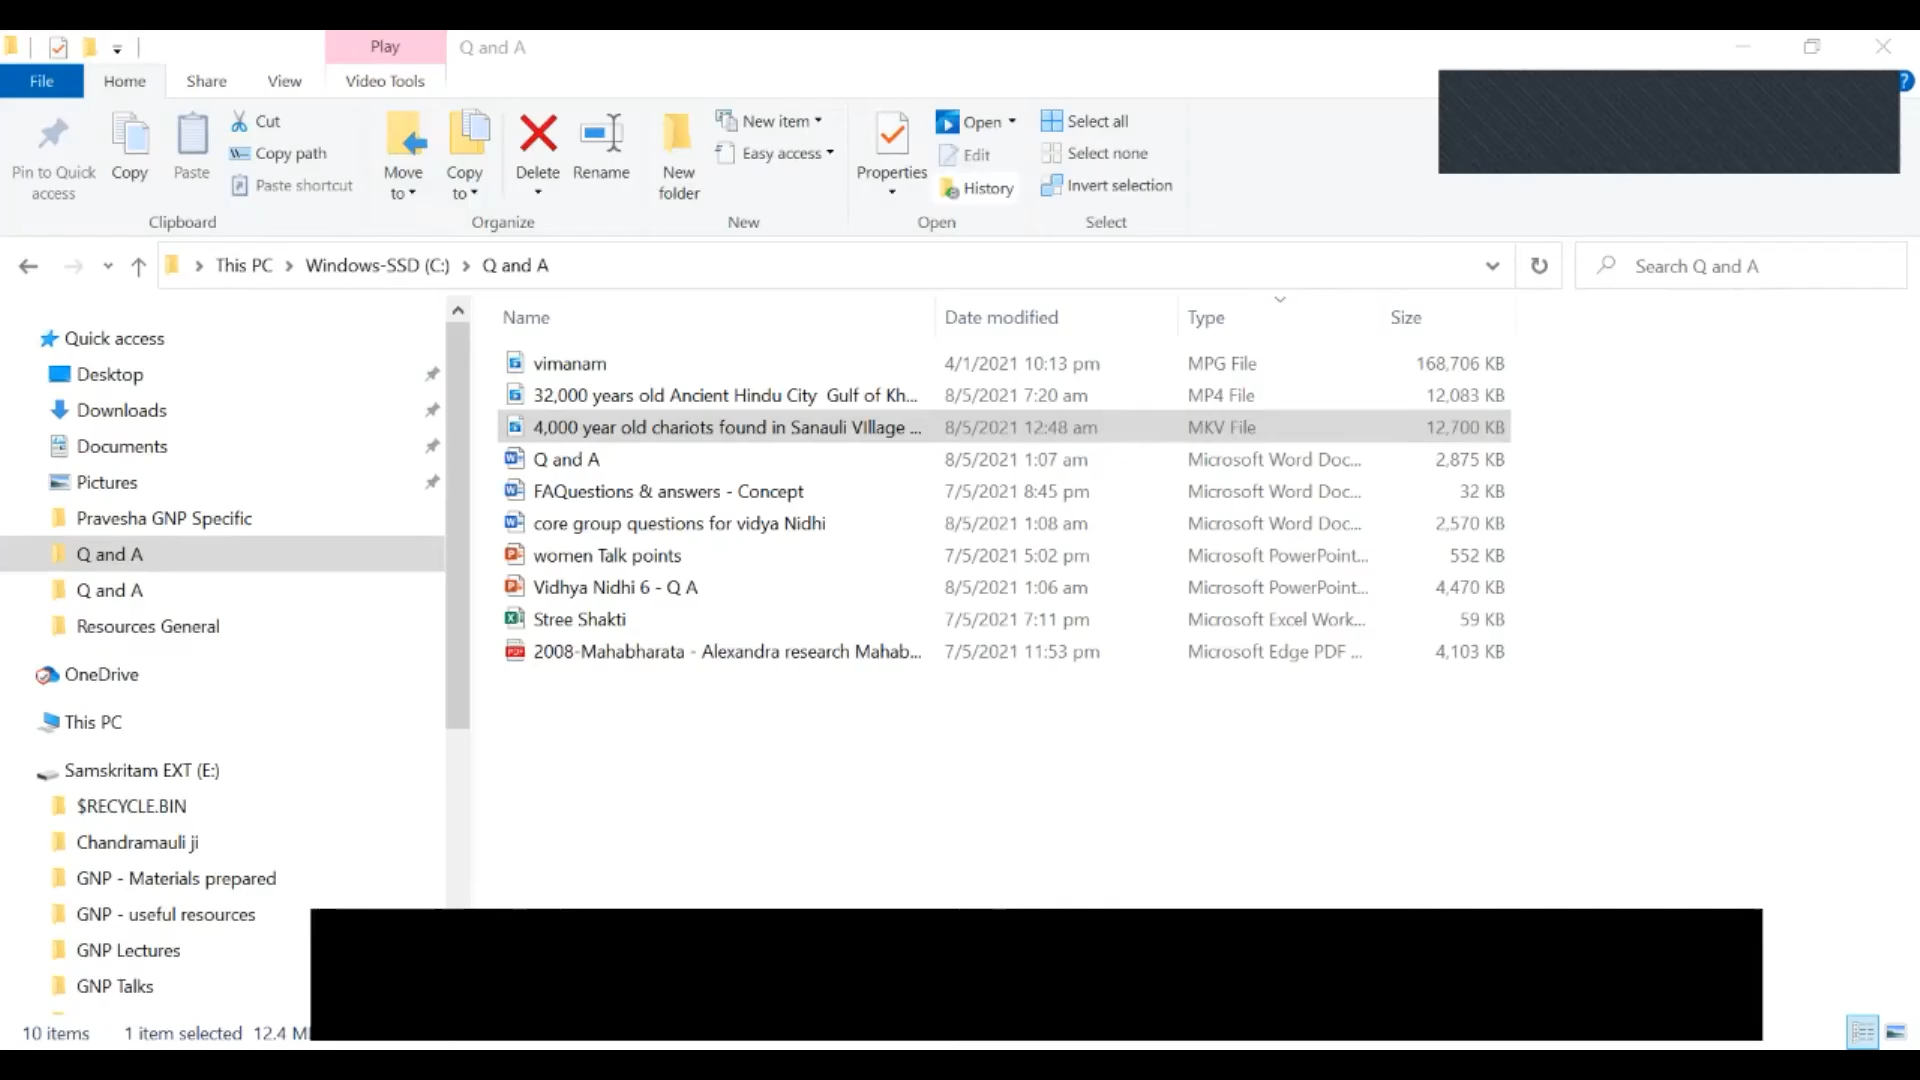 Play Q and A
File Home Share View Video Tools
Pin to Quick access
Copy
Paste
Cut
Copy path
Paste shortcut
Clipboard
Move to
Copy to
Delete
Rename
Organize
New folder
New item
Easy access
New
Properties
Open
Edit
History
Open
Select all
Select none
Invert selection
Select
This PC > Windows-SSD (C:) > Q and A
Search Q and A
Quick access
Desktop
Downloads
Documents
Pictures
Pravesha GNP Specific
Q and A
Q and A
Resources General
OneDrive
This PC
Samskritam EXT (E:)
$RECYCLE.BIN
Chandramauli ji
GNP - Materials prepared
GNP - useful resources
GNP Lectures
GNP Talks
Name Date modified Type Size
vimanam 4/1/2021 10:13 pm MPG File 168,706 KB
32,000 years old Ancient Hindu City Gulf of Kh... 8/5/2021 7:20 am MP4 File 12,083 KB
4,000 year old chariots found in Sanauli VIllage ... 8/5/2021 12:48 am MKV File 12,700 KB
Q and A 8/5/2021 1:07 am Microsoft Word Doc... 2,875 KB
FAQuestions & answers - Concept 7/5/2021 8:45 pm Microsoft Word Doc... 32 KB
core group questions for vidya Nidhi 8/5/2021 1:08 am Microsoft Word Doc... 2,570 KB
women Talk points 7/5/2021 5:02 pm Microsoft PowerPoint... 552 KB
Vidhya Nidhi 6 - Q A 8/5/2021 1:06 am Microsoft PowerPoint... 4,470 KB
Stree Shakti 7/5/2021 7:11 pm Microsoft Excel Work... 59 KB
2008-Mahabharata - Alexandra research Mahab... 7/5/2021 11:53 pm Microsoft Edge PDF ... 4,103 KB
10 items 1 item selected 12.4 M